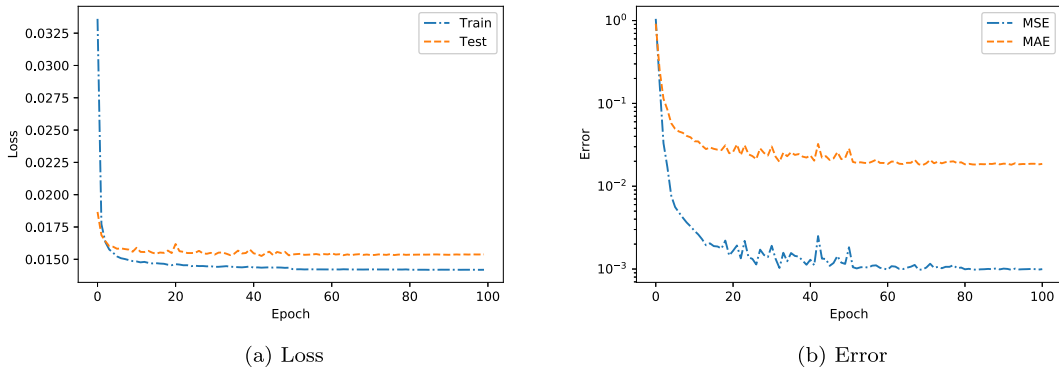 0.0325
0.0300
0.0275
0.0250
0.0225
0.0200
0.0175
0.0150
Loss
Train
Test
0 20 40 60 80 100
Epoch
(a) Loss
10⁰
10⁻¹
10⁻²
10⁻³
Error
MSE
MAE
0 20 40 60 80 100
Epoch
(b) Error